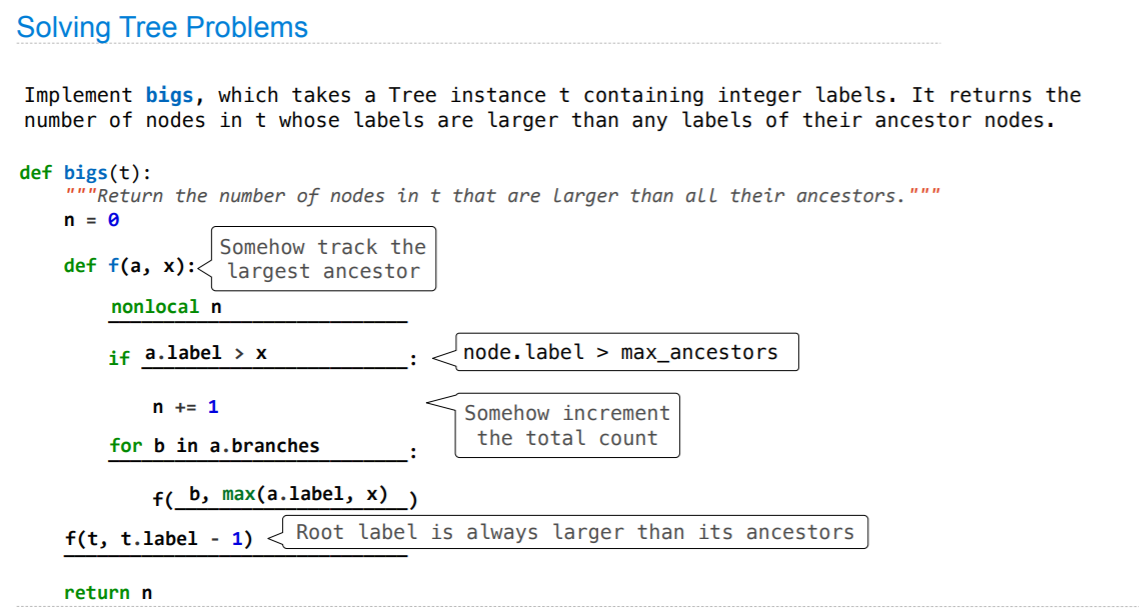 Solving Tree Problems
Implement bigs, which takes a Tree instance t containing integer labels. It returns the
number of nodes in t whose labels are larger than any labels of their ancestor nodes.
def bigs(t):
"""Return the number of nodes in t that are larger than all their ancestors."""
n = 0
def f(a, x):
Somehow track the
largest ancestor
nonlocal n
if a.label > x :
node.label > max_ancestors
n += 1
Somehow increment
the total count
for b in a.branches :
f( b, max(a.label, x) )
f(t, t.label - 1)
Root label is always larger than its ancestors
return n